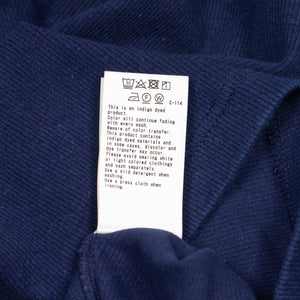 C-114
This is an indigo dyed
product.
Color will continue fading
with every wash.
Beware of color transfer.
This product contains
indigo dyed materials and
in some cases, discolor and
dye transfer may occur.
Please avoid wearing white
or light colored clothings
and vestings.
Use a mild detergent when
washing.
Use a press cloth when
ironing.